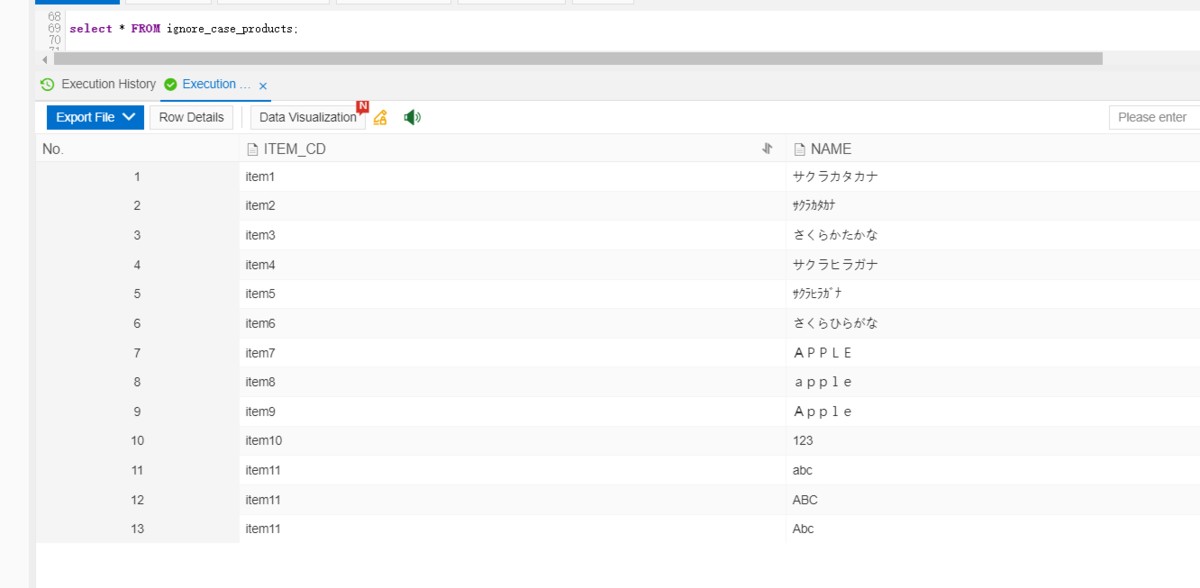 68
69 select * FROM ignore_case_products;
70
71
Execution History Execution ... ×
Export File Row Details Data Visualization N Please enter
No. ITEM_CD NAME
1 item1 サクラカタカナ
2 item2 ｻｸﾗｶﾀｶﾅ
3 item3 さくらかたかな
4 item4 サクラヒラガナ
5 item5 ｻｸﾗﾋﾗｶﾞﾅ
6 item6 さくらひらがな
7 item7 ＡＰＰＬＥ
8 item8 ａｐｐｌｅ
9 item9 Ａｐｐｌｅ
10 item10 123
11 item11 abc
12 item11 ABC
13 item11 Abc